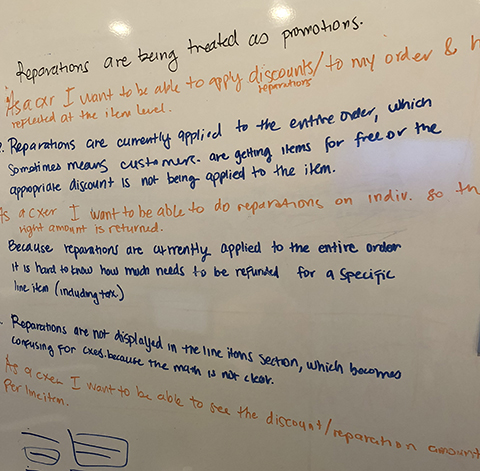 Reparations are being treated as promotions.
As a cxr I want to be able to apply discounts/ to my order &
reparations
reflected at the item level.
Reparations are currently applied to the entire order, which
Sometimes means customers are getting items for free or the
appropriate discount is not being applied to the item.
As a cxer I want to be able to do reparations on indiv. so
right amount is returned.
Because reparations are currently applied to the entire order
it is hard to know how much needs to be refunded for a specific
line item (including tax)
Reparations are not displayed in the line items section, which becomes
confusing for cxes. because the math is not clear.
As a cxer I want to be able to see the discount/reparation amount
Per line item.